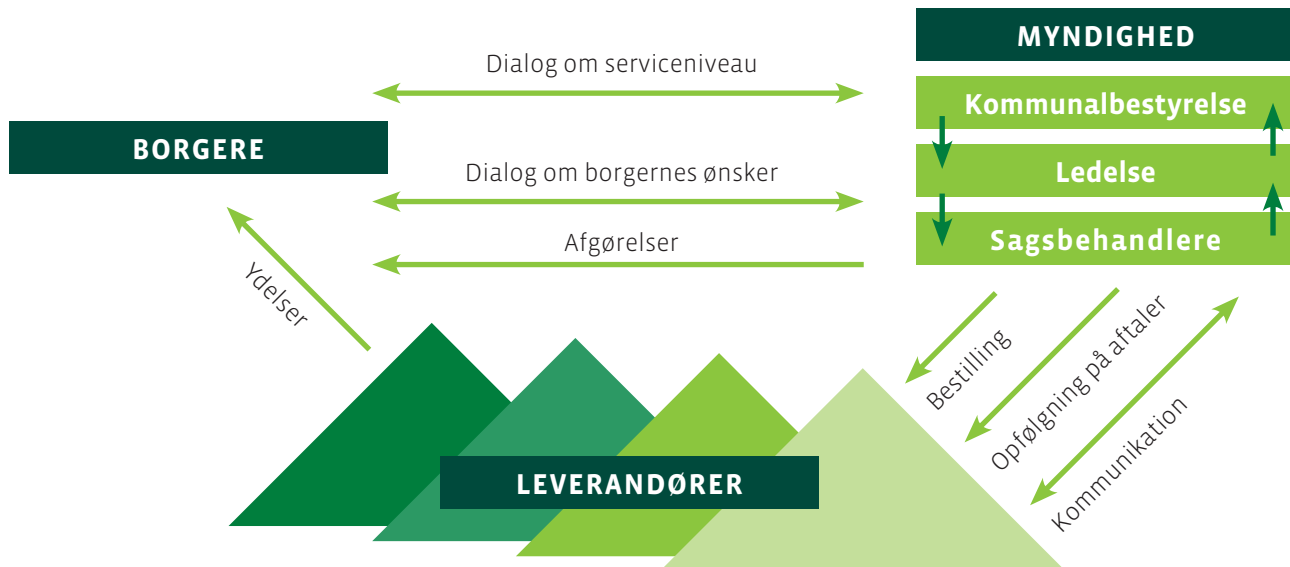 MYNDIGHED
Dialog om serviceniveau
Kommunalbestyrelse
BORGERE
Dialog om borgernes ønsker
Ledelse
Afgørelser
Sagsbehandlere
Ydelser
Bestilling
Opfølgning på aftaler
Kommunikation
LEVERANDØRER